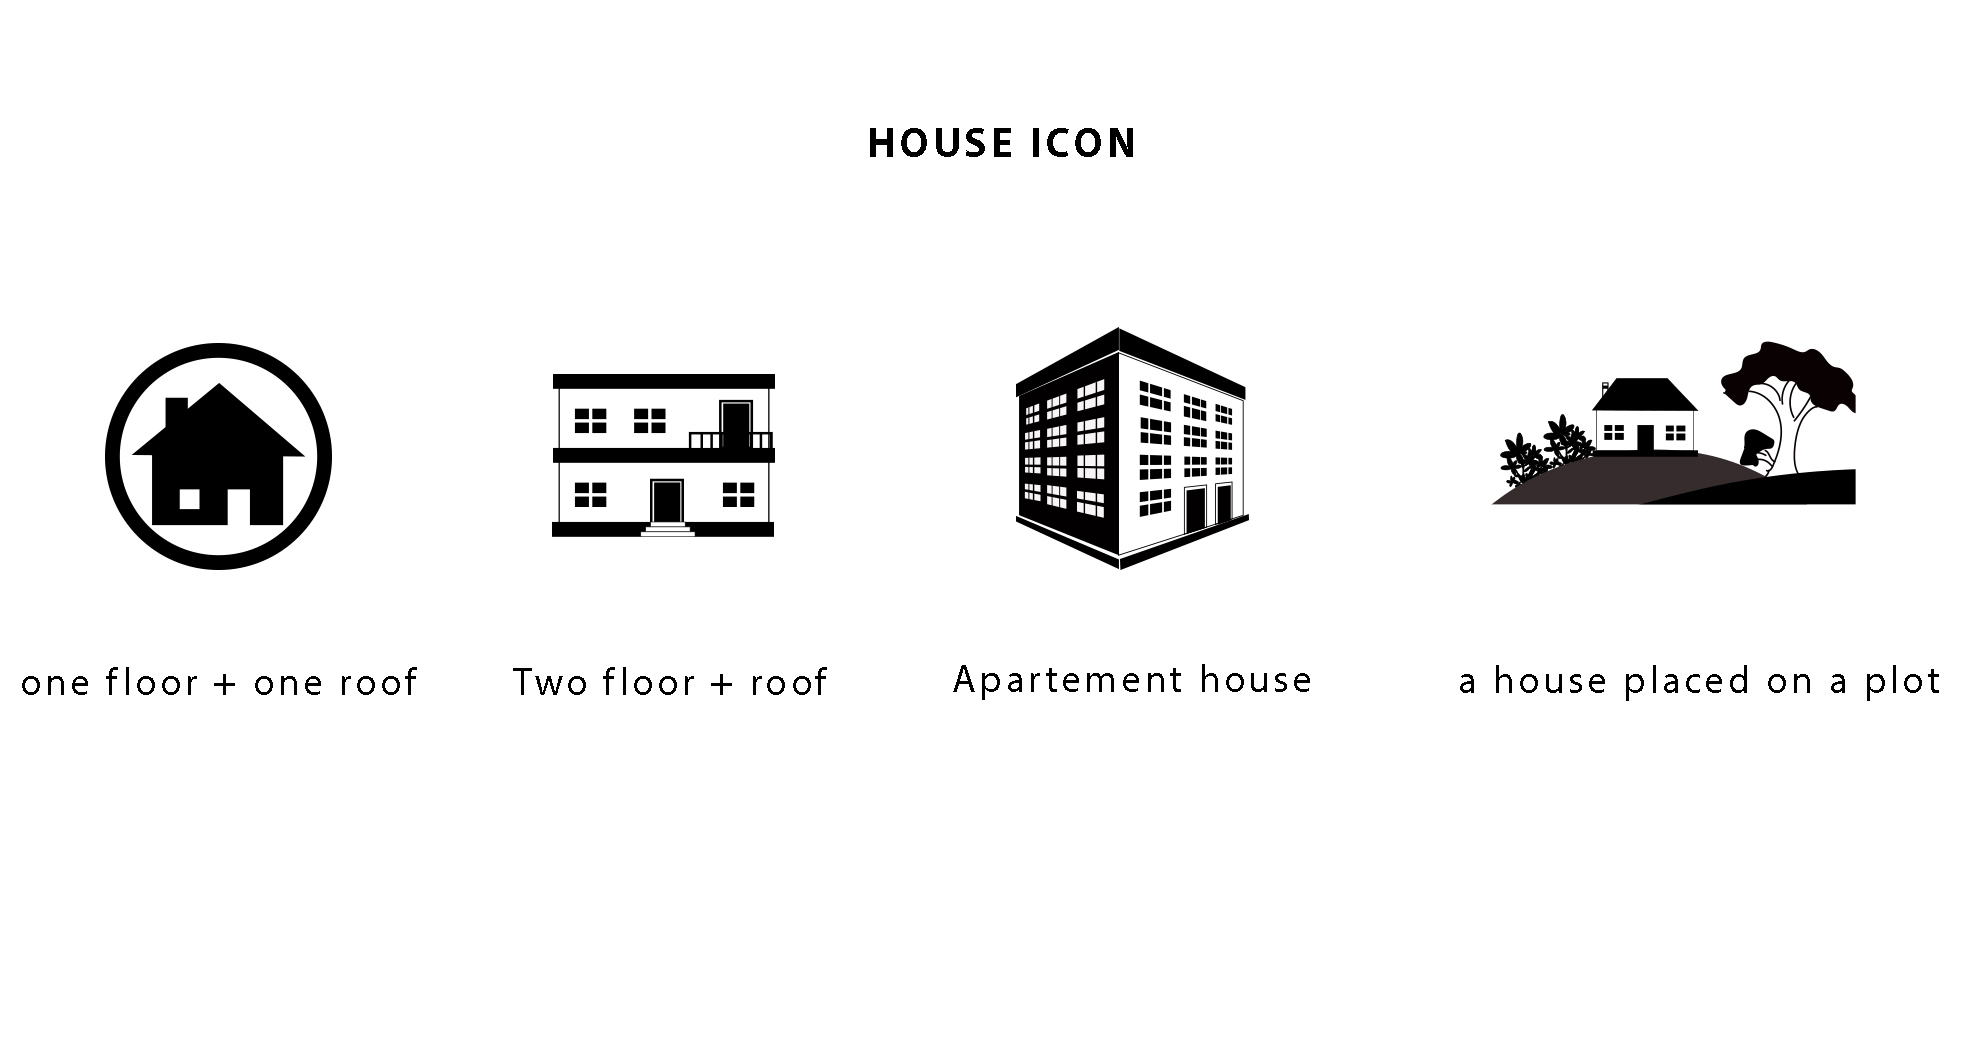 HOUSE ICON
one floor + one roof
Two floor + roof
Apartement house
a house placed on a plot